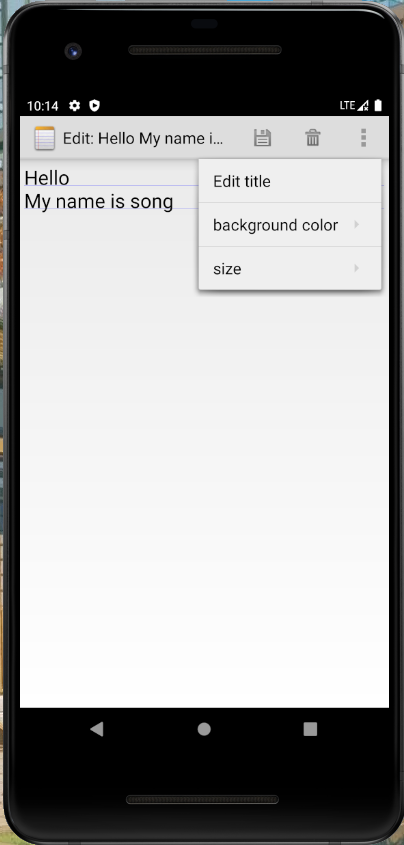 10:14
LTE
Edit: Hello My name i...
Hello
My name is song
Edit title
background color
size